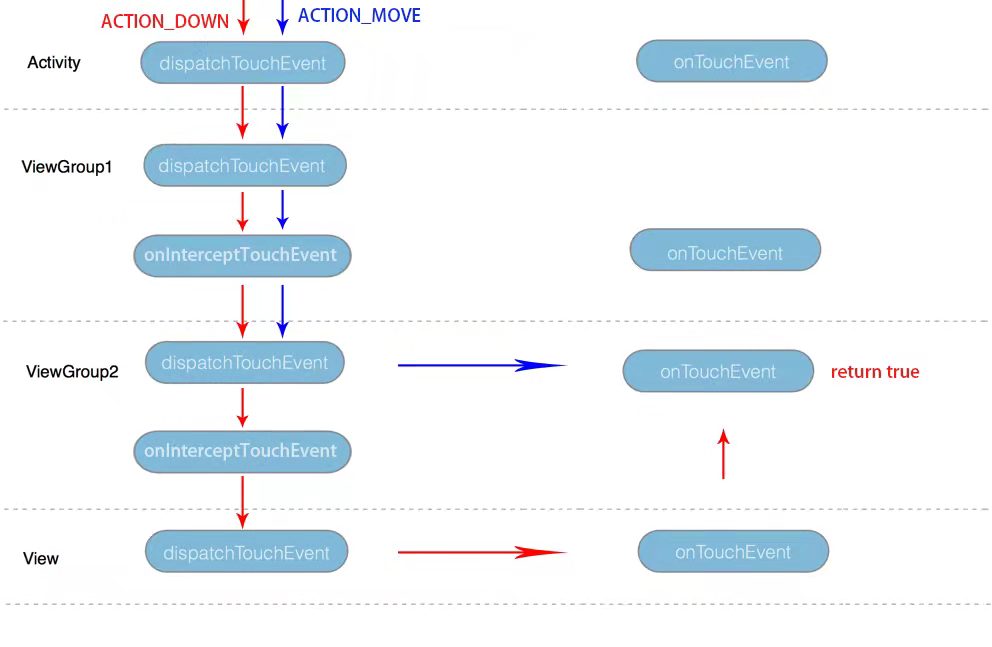 ACTION_DOWN
ACTION_MOVE
Activity
dispatchTouchEvent
onTouchEvent
ViewGroup1
dispatchTouchEvent
onInterceptTouchEvent
onTouchEvent
ViewGroup2
dispatchTouchEvent
onTouchEvent
return true
onInterceptTouchEvent
View
dispatchTouchEvent
onTouchEvent